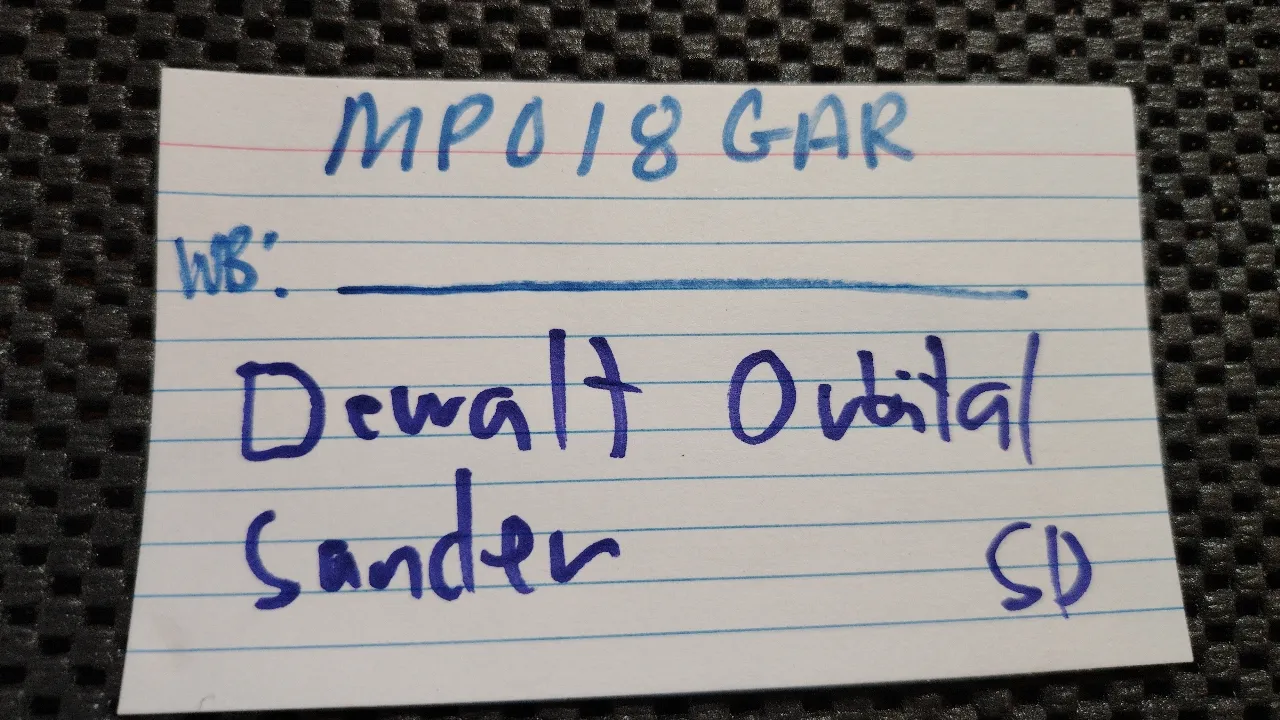 MP018 GAR
WB:
Dewalt Orbital
Sander SD